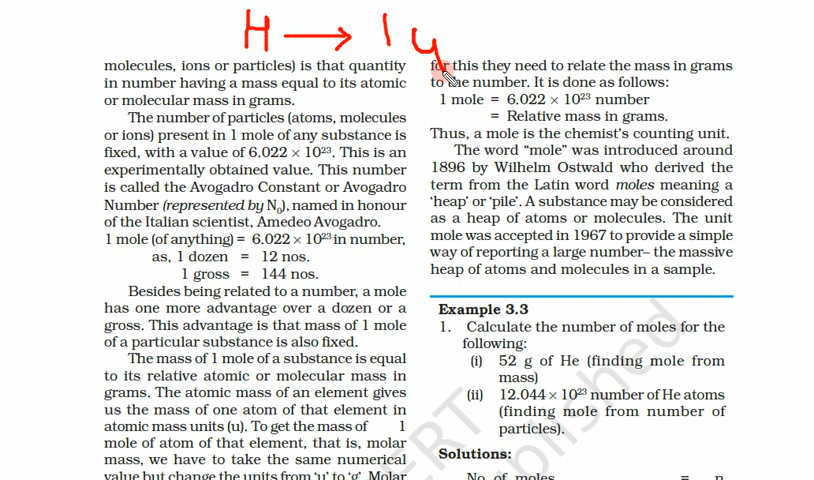 H → 1 u
molecules, ions or particles) is that quantity
in number having a mass equal to its atomic
or molecular mass in grams.
The number of particles (atoms, molecules
or ions) present in 1 mole of any substance is
fixed, with a value of 6.022 × 10²³. This is an
experimentally obtained value. This number
is called the Avogadro Constant or Avogadro
Number (represented by N₀), named in honour
of the Italian scientist, Amedeo Avogadro.
1 mole (of anything) = 6.022 × 10²³ in number,
as, 1 dozen = 12 nos.
1 gross = 144 nos.
Besides being related to a number, a mole
has one more advantage over a dozen or a
gross. This advantage is that mass of 1 mole
of a particular substance is also fixed.
The mass of 1 mole of a substance is equal
to its relative atomic or molecular mass in
grams. The atomic mass of an element gives
us the mass of one atom of that element in
atomic mass units (u). To get the mass of 1
mole of atom of that element, that is, molar
mass, we have to take the same numerical
value but change the units from 'u' to 'g'. Molar
for this they need to relate the mass in grams
to the number. It is done as follows:
1 mole = 6.022 × 10²³ number
= Relative mass in grams.
Thus, a mole is the chemist's counting unit.
The word “mole” was introduced around
1896 by Wilhelm Ostwald who derived the
term from the Latin word moles meaning a
'heap' or 'pile'. A substance may be considered
as a heap of atoms or molecules. The unit
mole was accepted in 1967 to provide a simple
way of reporting a large number– the massive
heap of atoms and molecules in a sample.
Example 3.3
1. Calculate the number of moles for the
following:
(i) 52 g of He (finding mole from
mass)
(ii) 12.044 × 10²³ number of He atoms
(finding mole from number of
particles).
Solutions:
No. of moles = n